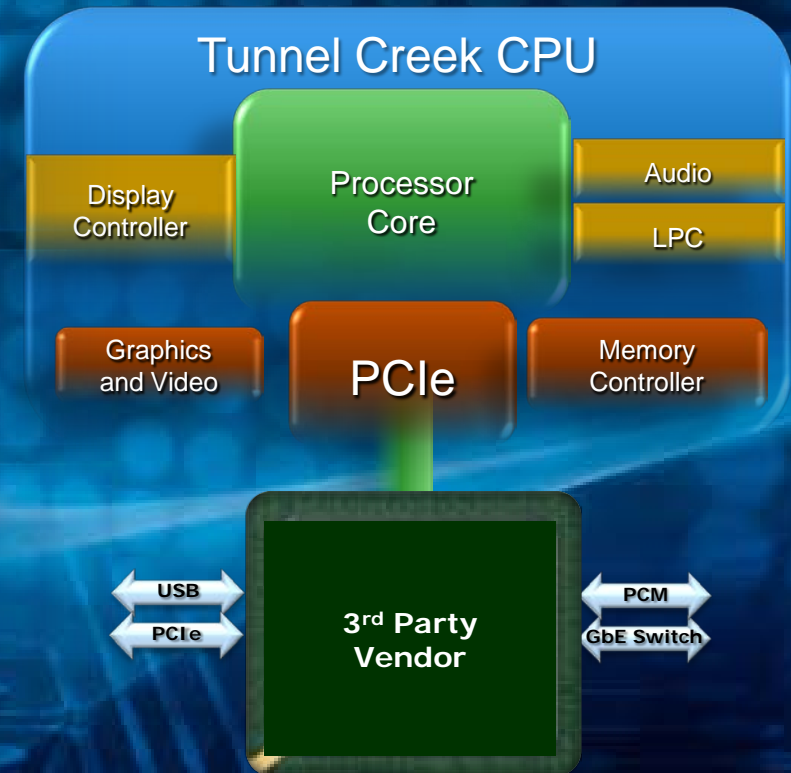 Tunnel Creek CPU
Display
Controller
Processor
Core
Audio
LPC
Graphics
and Video
PCIe
Memory
Controller
USB
PCIe
3rd Party
Vendor
PCM
GbE Switch